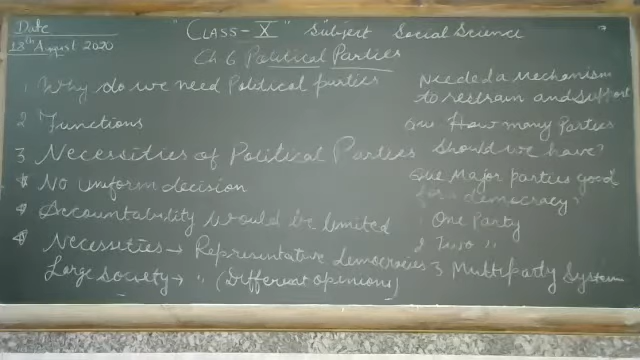 Date
18th August 2020
"CLASS-X" Subject Social Science
Ch.6 Political Parties
1 Why do we need Political parties
2 Functions
3 Necessities of Political Parties
* No uniform decision
* Accountability would be limited
* Necessities → Representative democracies
Large Society → " (Different opinions)
Needed a Mechanism
to restrain and support
Que How many Parties
should we have?
Que Major parties good
for a democracy?
1 One Party
2 Two "
3 Multiparty System